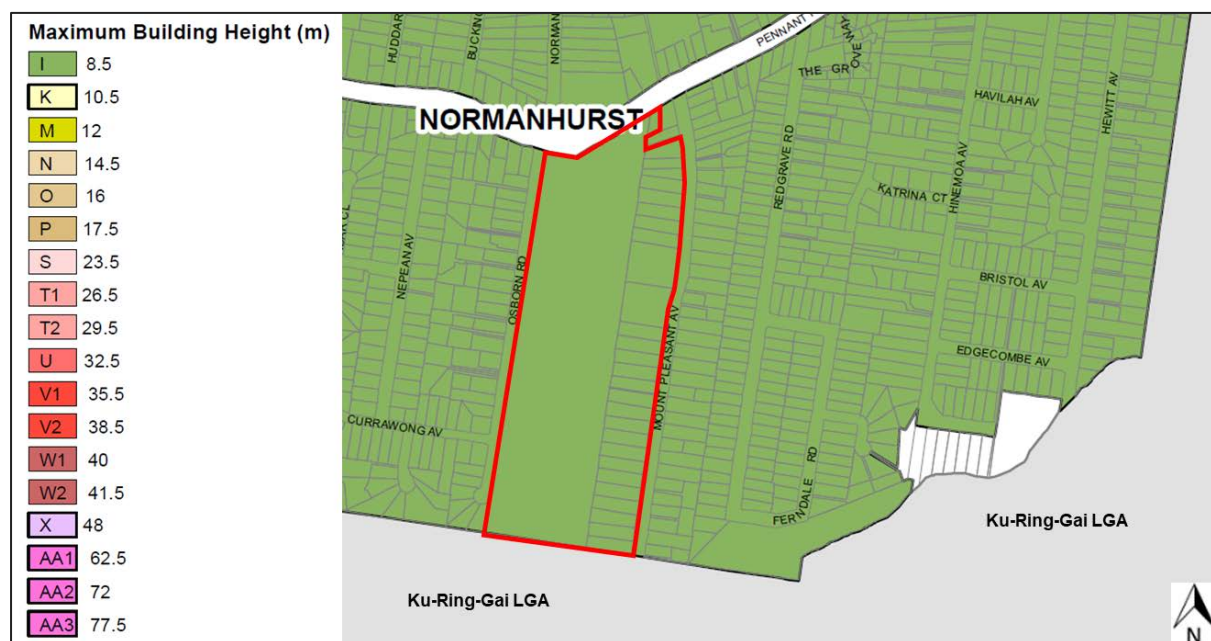 Maximum Building Height (m)
I 8.5
K 10.5
M 12
N 14.5
O 16
P 17.5
S 23.5
T1 26.5
T2 29.5
U 32.5
V1 35.5
V2 38.5
W1 40
W2 41.5
X 48
AA1 62.5
AA2 72
AA3 77.5
HUDDAR
BUCKING
NORMAN
PENNANT
WAY
THE GROVE
HAVILAH AV
HEWITT AV
NORMANHURST
REDGRAVE RD
HINEMOA AV
KATRINA CT
NEPEAN AV
OSBORN RD
BRISTOL AV
MOUNT PLEASANT AV
EDGECOMBE AV
CURRAWONG AV
FERNDALE RD
Ku-Ring-Gai LGA
Ku-Ring-Gai LGA
N